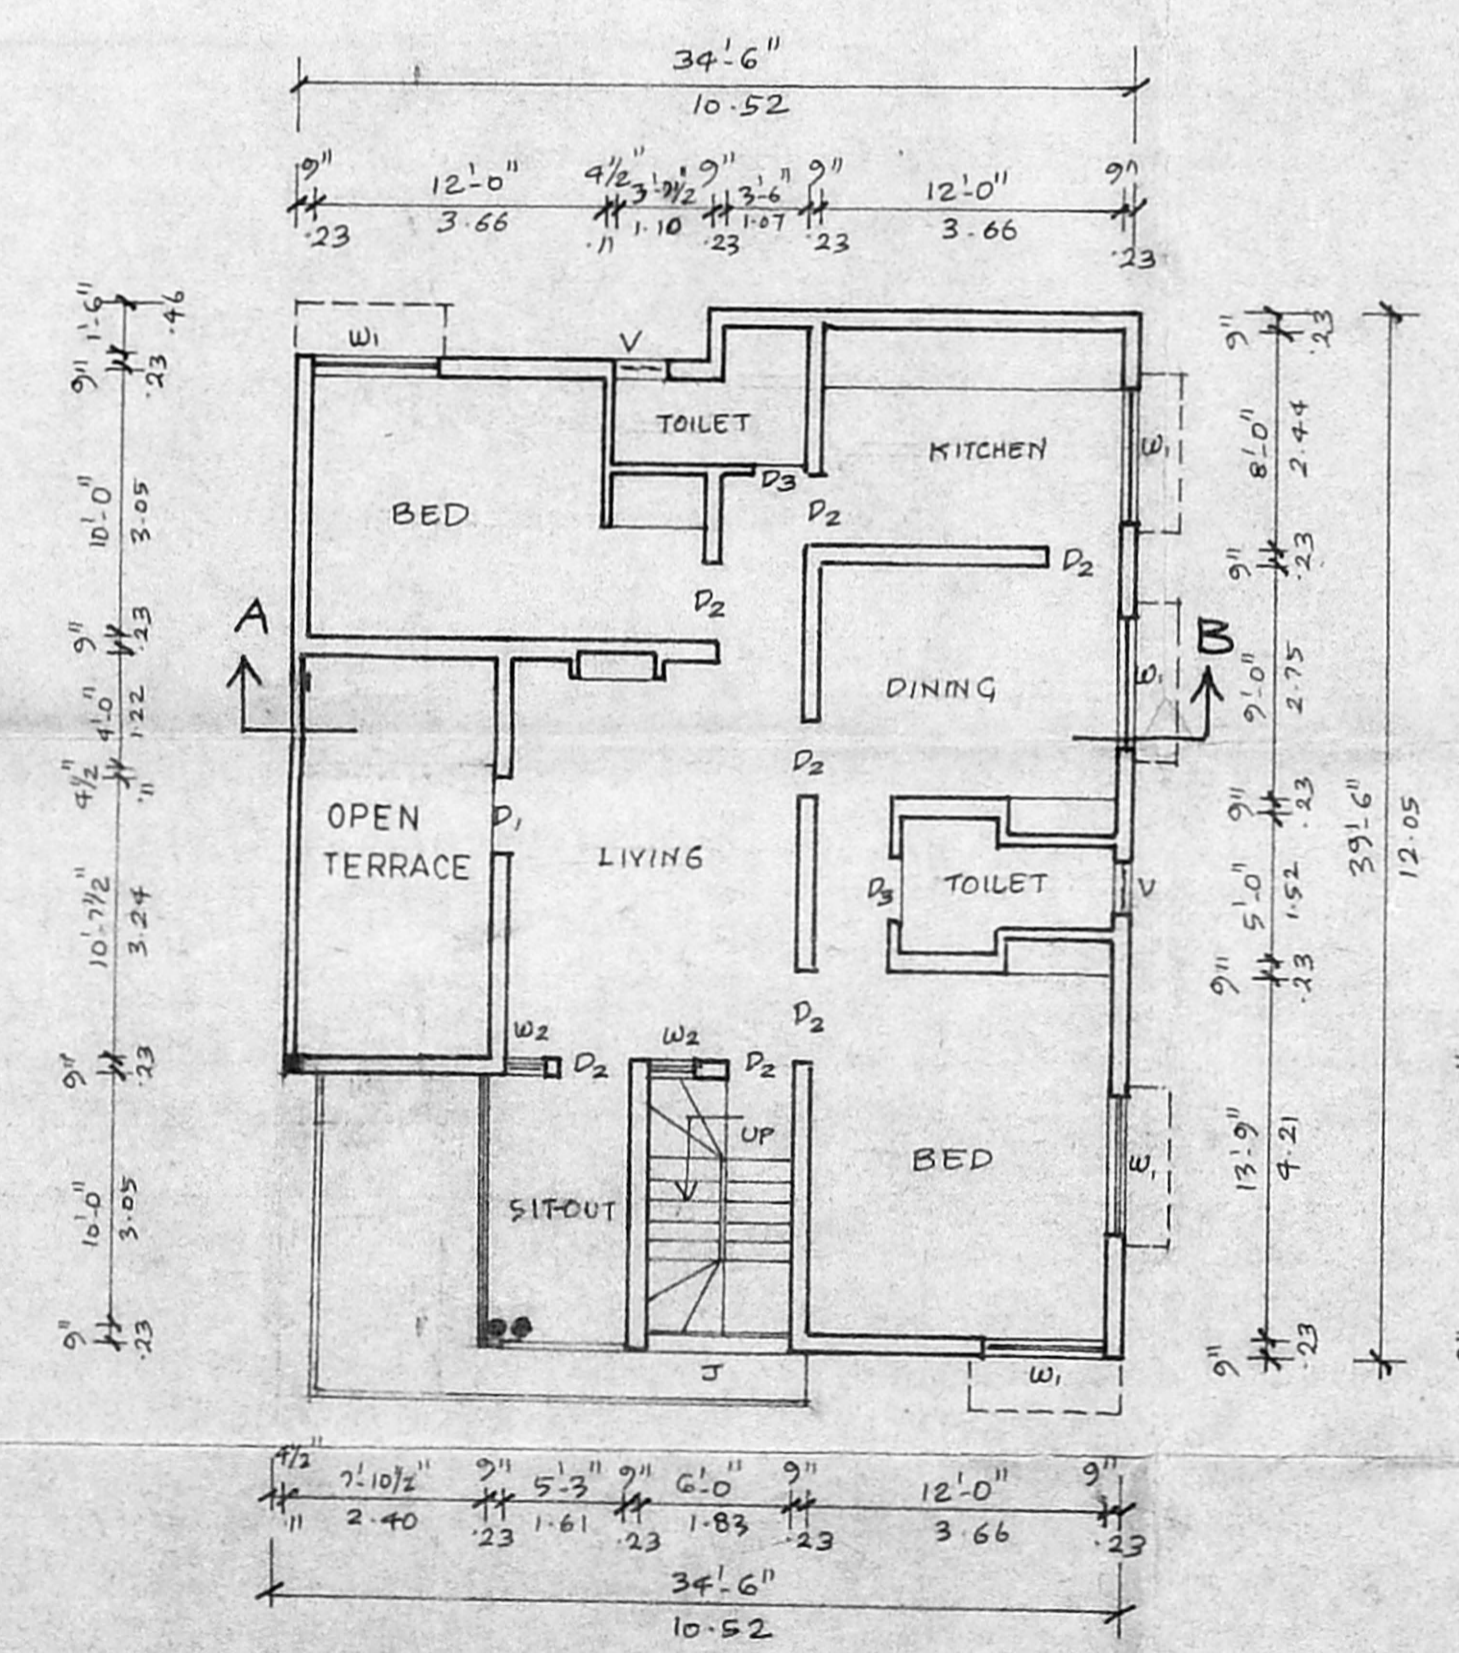 34'-6"
10.52
9" 12'-0" 4½" 3'-7½" 9" 3'-6" 9" 12'-0" 9"
.23 3.66 .11 1.10 .23 1.07 .23 3.66 .23
1'-6" .46
9" .23
10'-0" 3.05
9" .23
4'-0" 1.22
4½" .11
10'-7½" 3.24
9" .23
10'-0" 3.05
9" .23
W1
V
TOILET
KITCHEN
W1
BED
D3
D2
D2
D2
A
B
DINING
W1
D2
OPEN
TERRACE
D1
LIVING
D3
TOILET
V
D2
W2
D2
W2
D2
UP
BED
W1
SIT-OUT
J
W1
9" .23
8'-0" 2.44
9" .23
9'-0" 2.75
9" .23
5'-0" 1.52
9" .23
13'-9" 4.21
9" .23
39'-6"
12.05
4½" 7'-10½" 9" 5'-3" 9" 6'-0" 9" 12'-0" 9"
.11 2.40 .23 1.61 .23 1.83 .23 3.66 .23
34'-6"
10.52